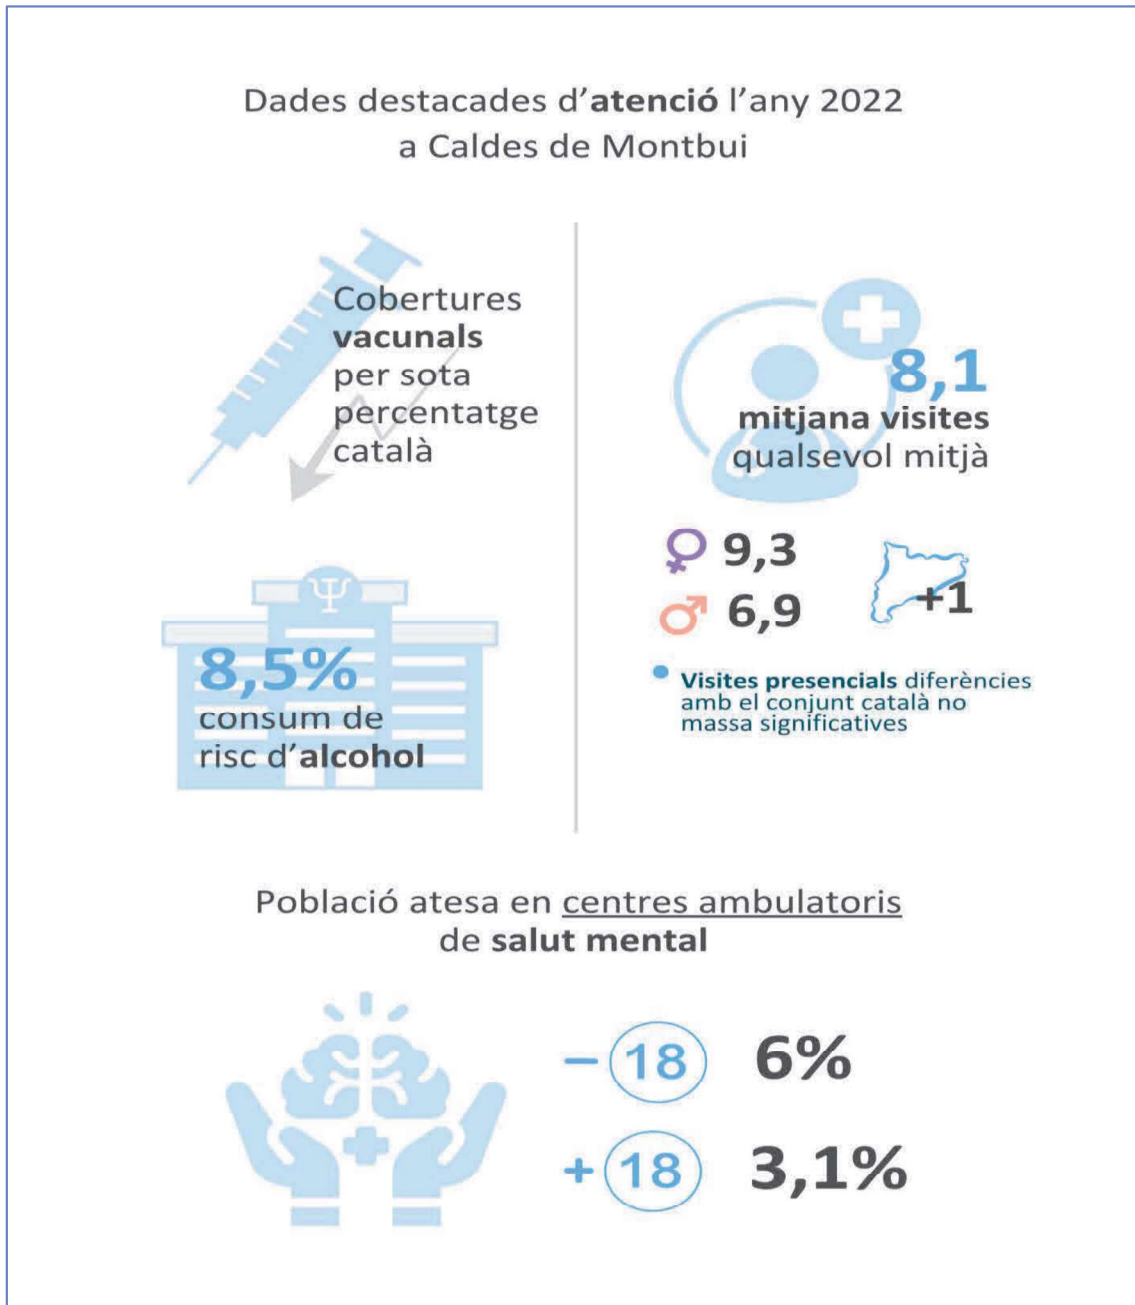 Dades destacades d'atenció l'any 2022
a Caldes de Montbui
Cobertures
vacunals
per sota
percentatge
català
8,5%
consum de
risc d'alcohol
8,1
mitjana visites
qualsevol mitjà
♀ 9,3
♂ 6,9
+1
• Visites presencials diferències
amb el conjunt català no
massa significatives
Població atesa en centres ambulatoris
de salut mental
- 18 6%
+ 18 3,1%